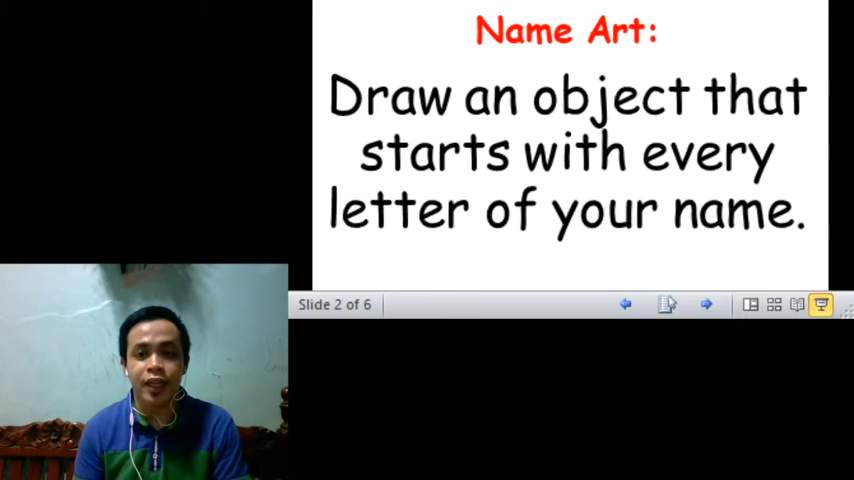 Name Art:
Draw an object that
starts with every
letter of your name.
Slide 2 of 6